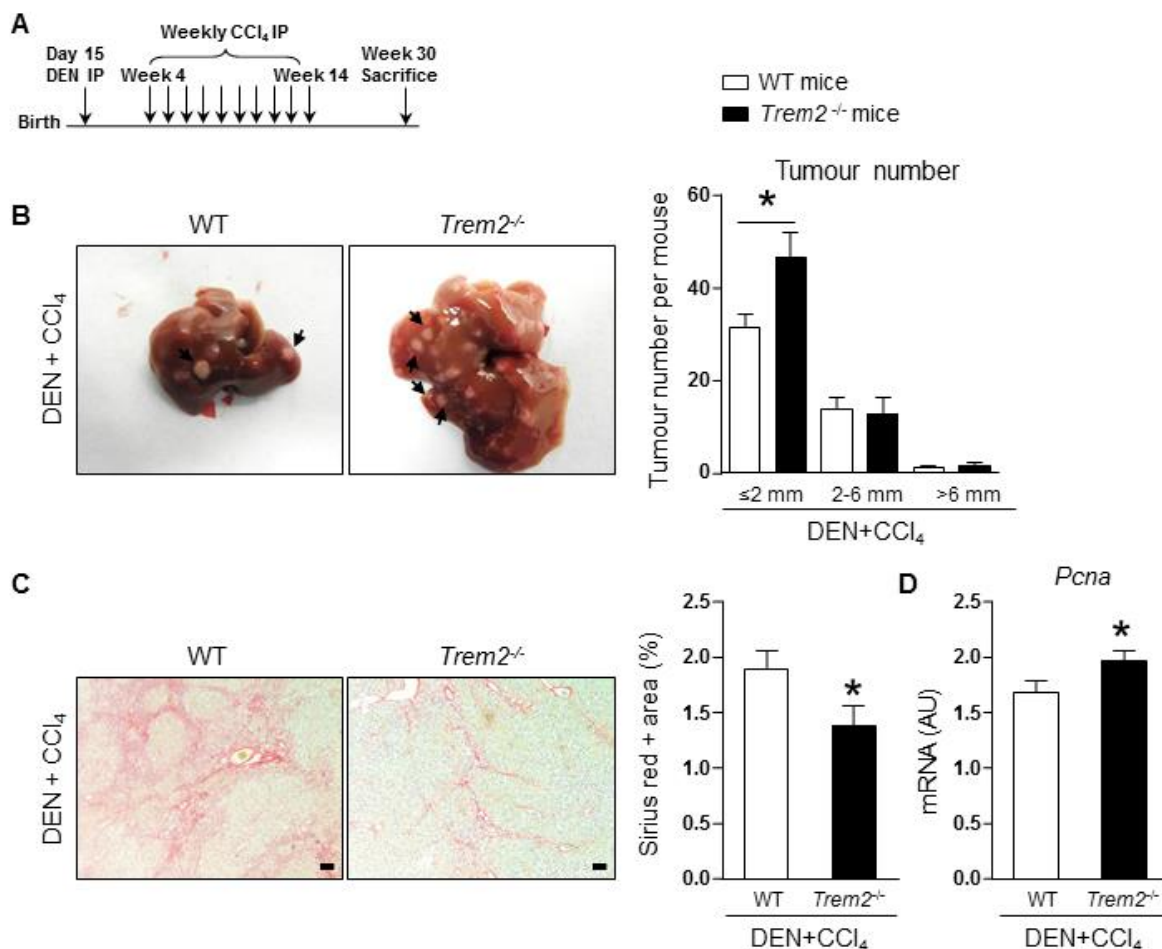 A
Weekly CCl₄ IP
Day 15
DEN IP
Week 4
Week 14
Week 30
Sacrifice
Birth
WT mice
Trem2 -/- mice
B
WT
Trem2-/-
DEN + CCl₄
Tumour number
Tumour number per mouse
60
40
20
0
*
≤2 mm
2-6 mm
>6 mm
DEN+CCl₄
C
WT
Trem2-/-
DEN + CCl₄
Sirius red + area (%)
2.5
2.0
1.5
1.0
0.5
0.0
*
WT
Trem2-/-
DEN+CCl₄
D
Pcna
mRNA (AU)
2.5
2.0
1.5
1.0
0.5
0.0
*
WT
Trem2-/-
DEN+CCl₄